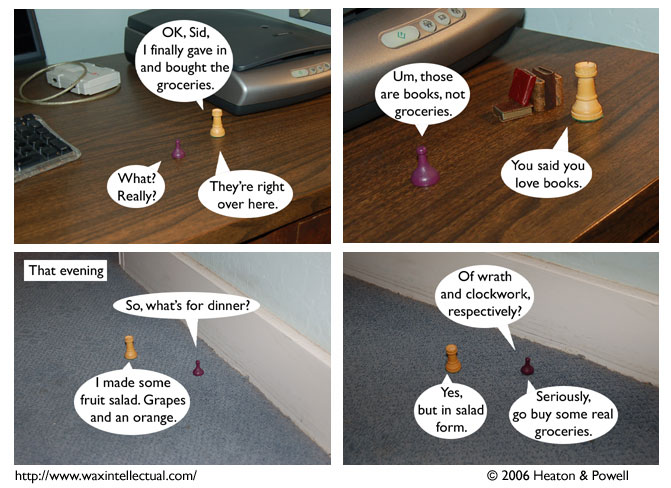 OK, Sid,
I finally gave in
and bought the
groceries.
What?
Really?
They're right
over here.
Um, those
are books, not
groceries.
You said you
love books.
That evening
So, what's for dinner?
I made some
fruit salad. Grapes
and an orange.
Of wrath
and clockwork,
respectively?
Yes,
but in salad
form.
Seriously,
go buy some real
groceries.
http://www.waxintellectual.com/
© 2006 Heaton & Powell